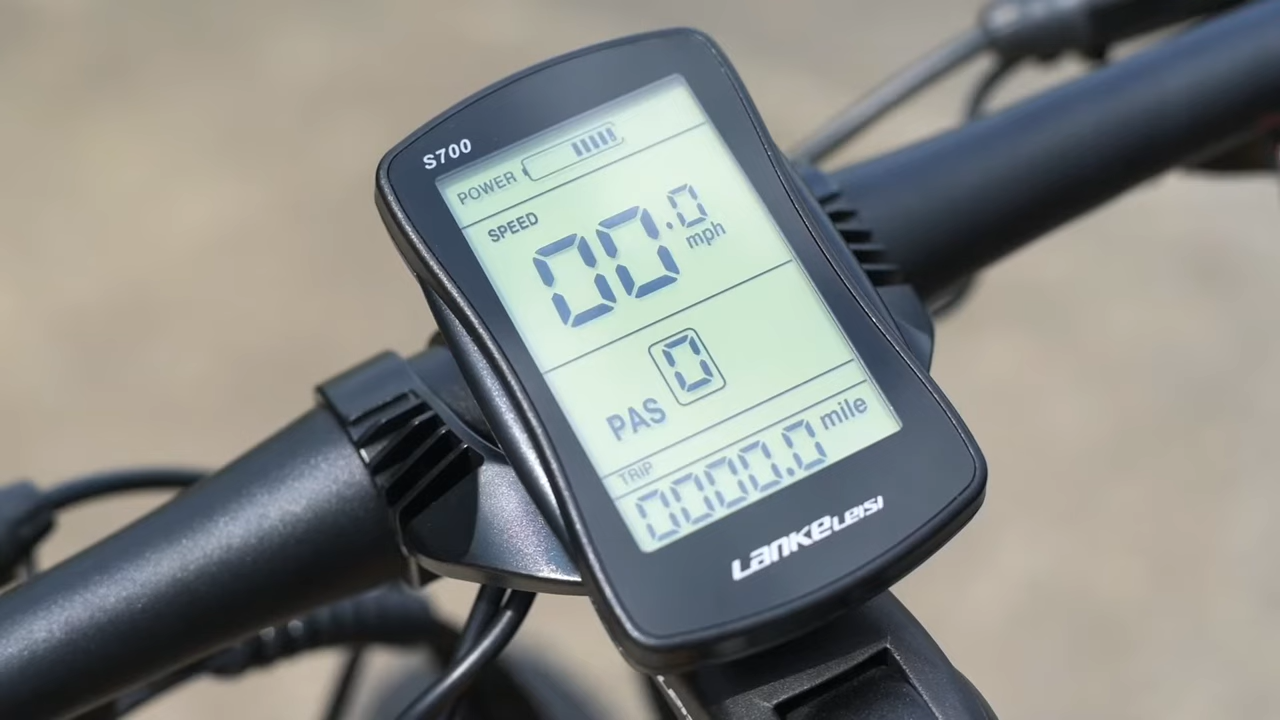 S700
POWER
SPEED
00.0
mph
0
PAS
TRIP
0000.0 mile
LANKELEISI